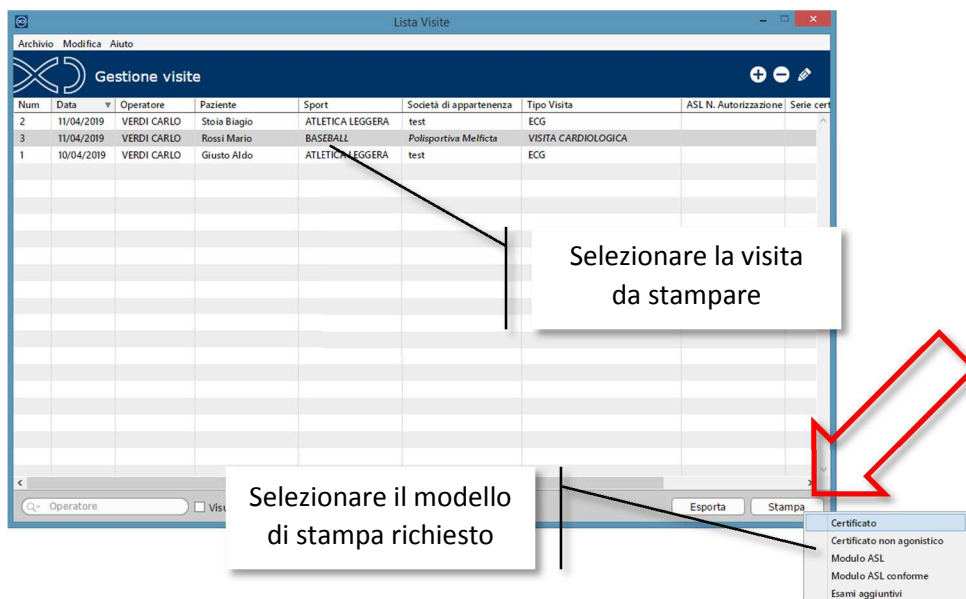 Lista Visite
Archivio Modifica Aiuto
Gestione visite
Num Data Operatore Paziente Sport Società di appartenenza Tipo Visita ASL N. Autorizzazione Serie cert
2 11/04/2019 VERDI CARLO Stoia Biagio ATLETICA LEGGERA test ECG
3 11/04/2019 VERDI CARLO Rossi Mario BASEBALL Polisportiva Melficta VISITA CARDIOLOGICA
1 10/04/2019 VERDI CARLO Giusto Aldo ATLETICA LEGGERA test ECG
Selezionare la visita
da stampare
Selezionare il modello
di stampa richiesto
Operatore Visu Esporta Stampa
Certificato
Certificato non agonistico
Modulo ASL
Modulo ASL conforme
Esami aggiuntivi